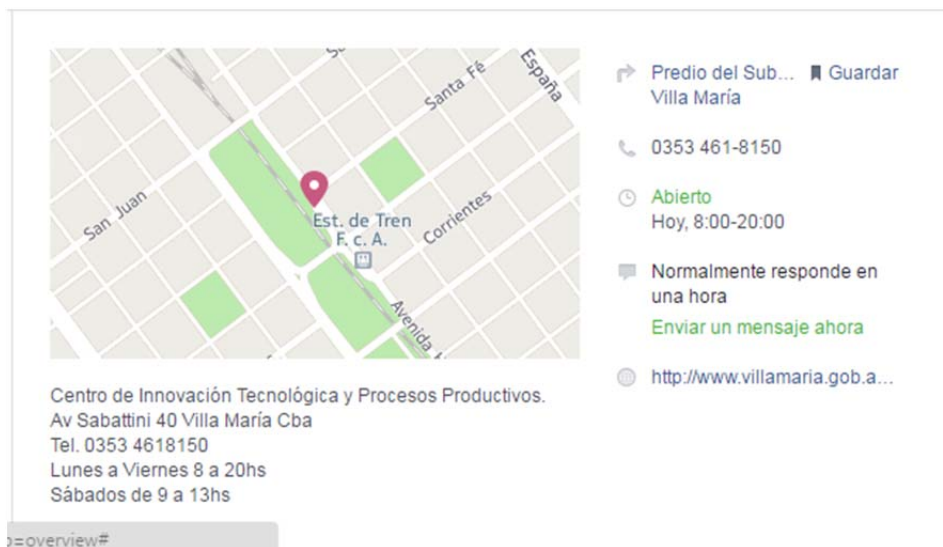 Santa Fé
España
San Juan
Est. de Tren
F. c. A.
Corrientes
Avenida
Predio del Sub... Guardar
Villa María
0353 461-8150
Abierto
Hoy, 8:00-20:00
Normalmente responde en
una hora
Enviar un mensaje ahora
http://www.villamaria.gob.a...
Centro de Innovación Tecnológica y Procesos Productivos.
Av Sabattini 40 Villa María Cba
Tel. 0353 4618150
Lunes a Viernes 8 a 20hs
Sábados de 9 a 13hs
=overview#